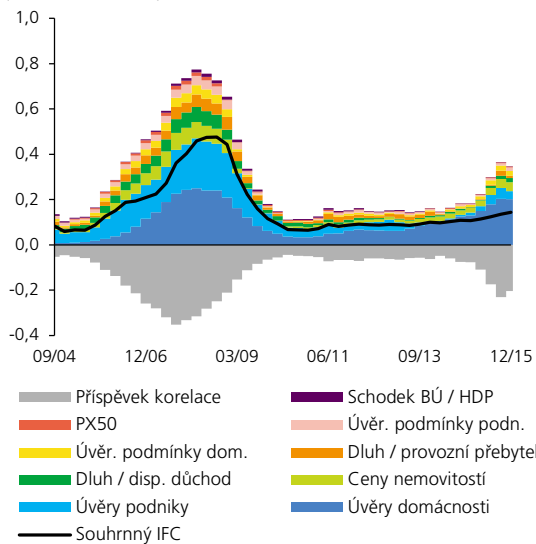 1,0
0,8
0,6
0,4
0,2
0,0
-0,2
-0,4
09/04 12/06 03/09 06/11 09/13 12/15
Příspěvek korelace Schodek BÚ / HDP
PX50 Úvěr. podmínky podn.
Úvěr. podmínky dom. Dluh / provozní přebytek
Dluh / disp. důchod Ceny nemovitostí
Úvěry podniky Úvěry domácnosti
Souhrnný IFC